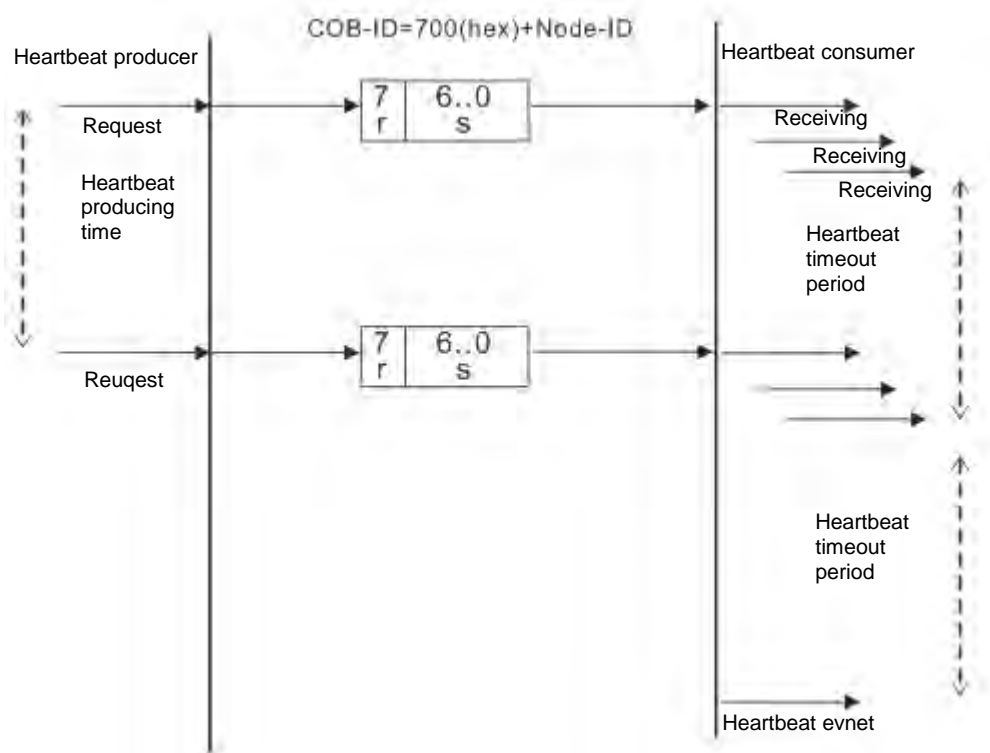 COB-ID=700(hex)+Node-ID
Heartbeat producer
Heartbeat consumer
7 6..0
r s
Request
Receiving
Receiving
Receiving
Heartbeat
producing
time
Heartbeat
timeout
period
7 6..0
r s
Reuqest
Heartbeat
timeout
period
Heartbeat evnet